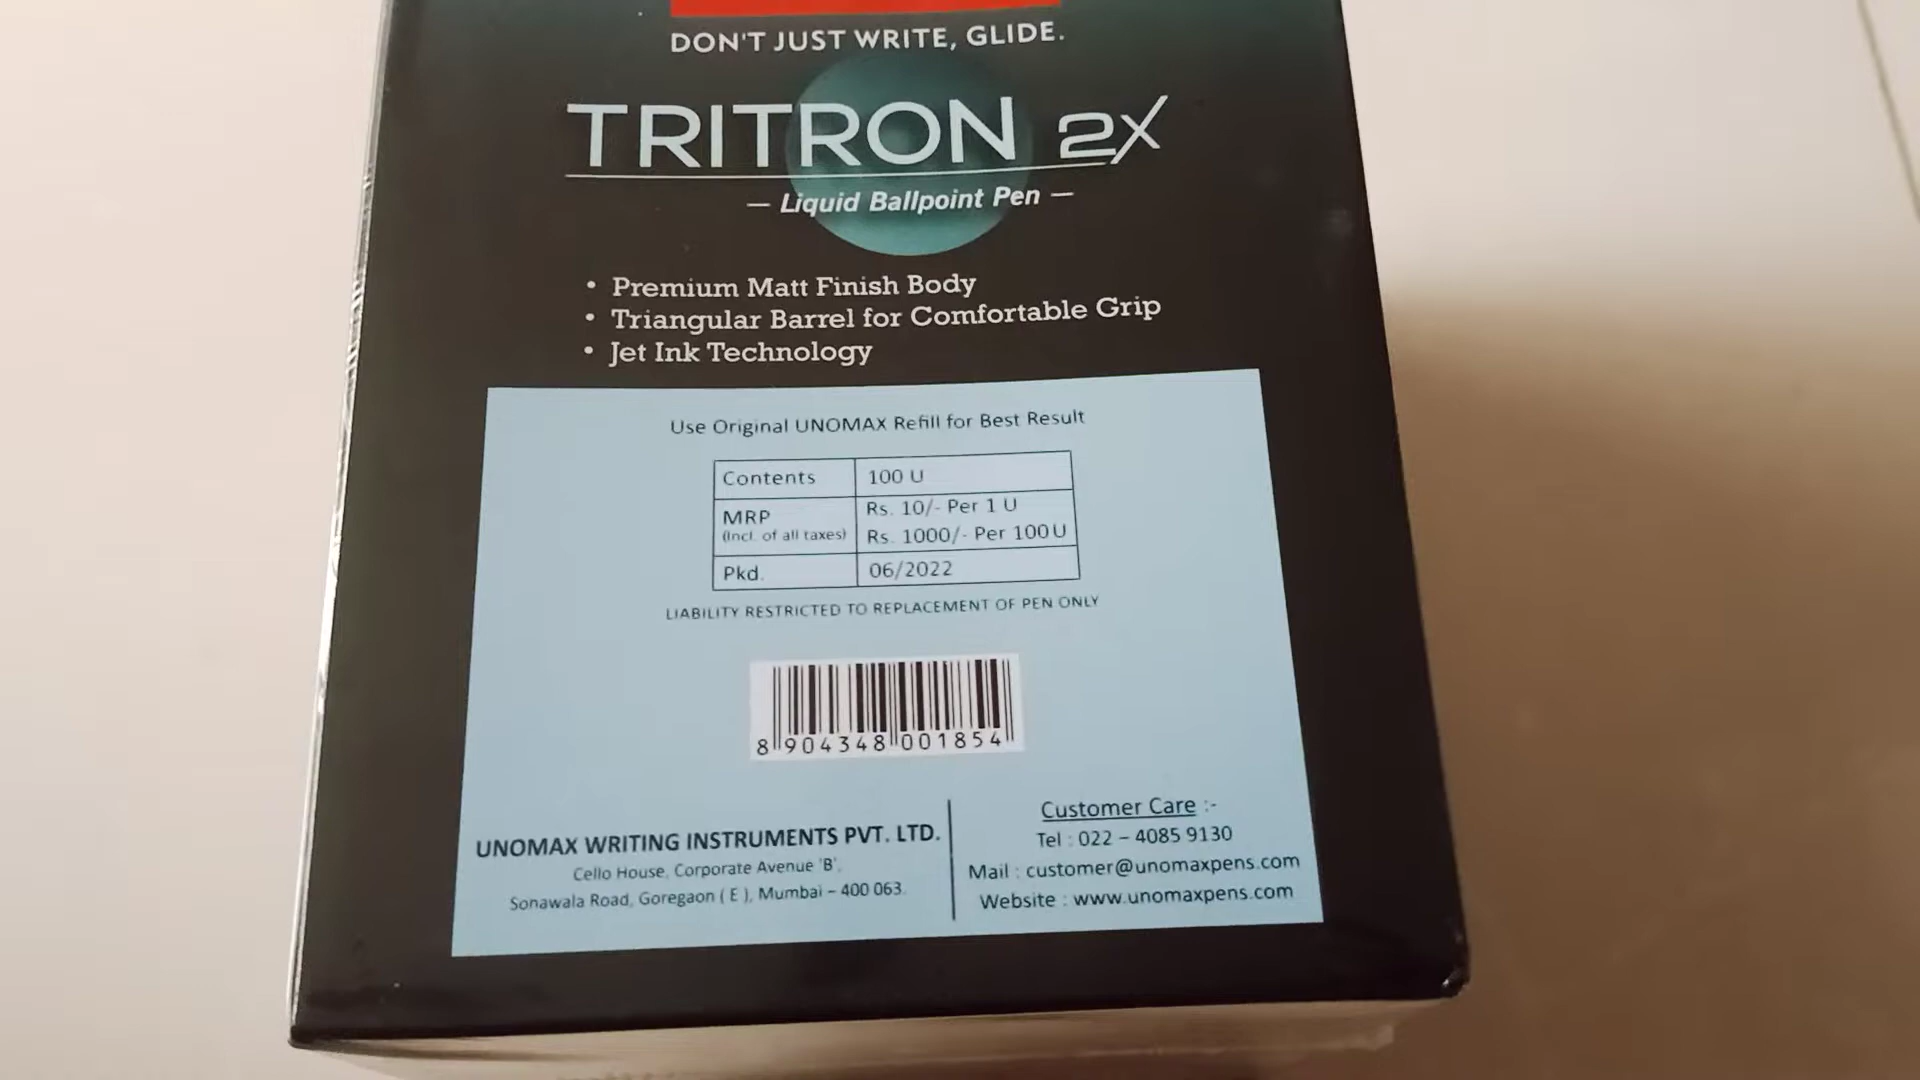 DON'T JUST WRITE, GLIDE.
TRITRON 2X
— Liquid Ballpoint Pen —
• Premium Matt Finish Body
• Triangular Barrel for Comfortable Grip
• Jet Ink Technology
Use Original UNOMAX Refill for Best Result
Contents 100 U
MRP (Incl. of all taxes) Rs. 10/- Per 1 U
Rs. 1000/- Per 100 U
Pkd. 06/2022
LIABILITY RESTRICTED TO REPLACEMENT OF PEN ONLY
8 904348 001854
UNOMAX WRITING INSTRUMENTS PVT. LTD.
Cello House, Corporate Avenue 'B',
Sonawala Road, Goregaon ( E ), Mumbai – 400 063.
Customer Care :-
Tel : 022 – 4085 9130
Mail : customer@unomaxpens.com
Website : www.unomaxpens.com